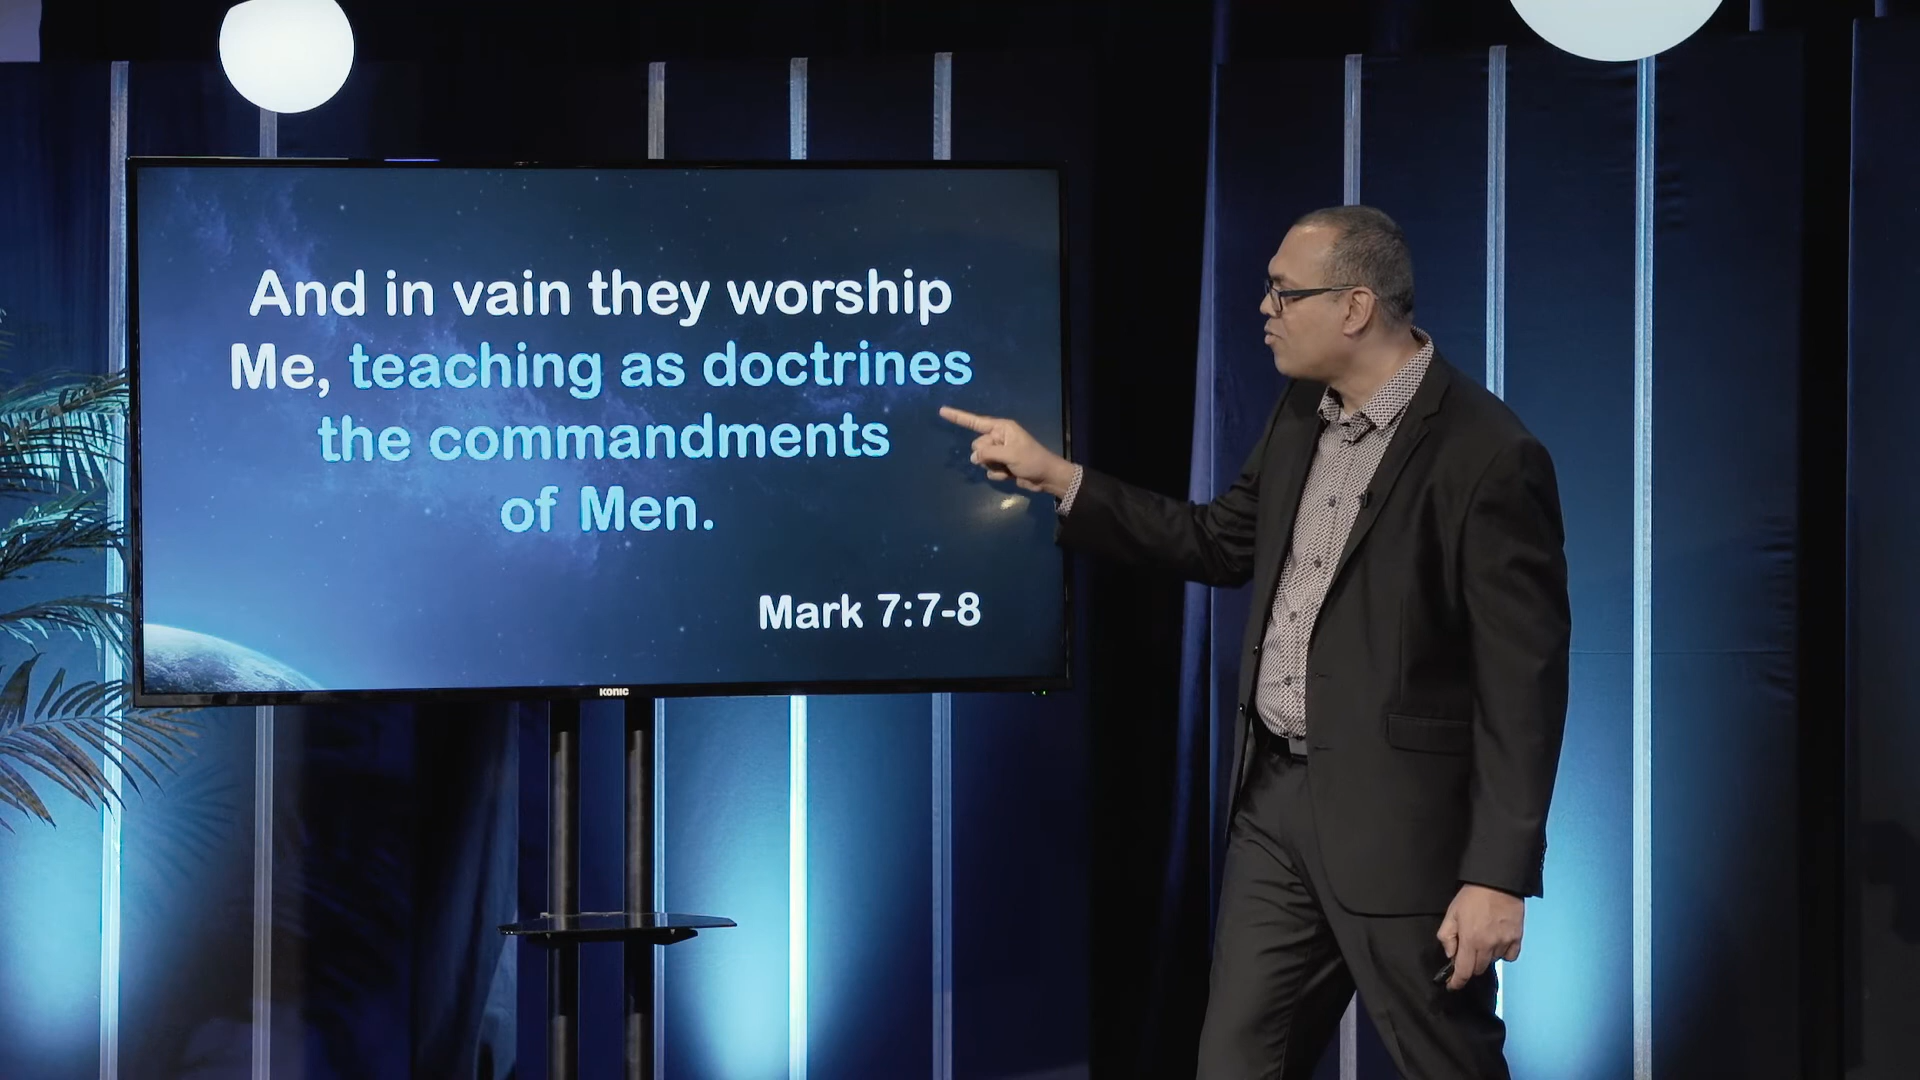 And in vain they worship
Me, teaching as doctrines
the commandments
of Men.
Mark 7:7-8
KONIC